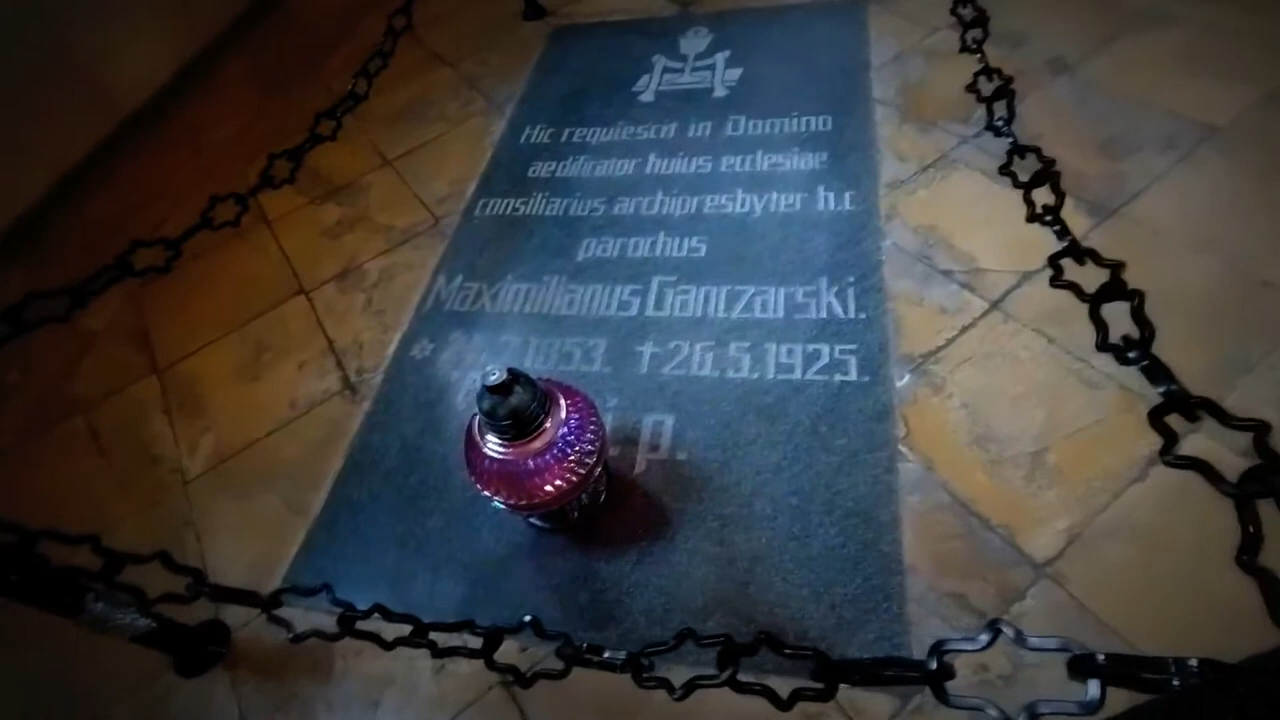 Hic requiescit in Domino
aedificator huius ecclesiae
consiliarius archipresbyter h.c
parochus
Maximilianus Ganczarski.
1853. †26.5.1925.
p.